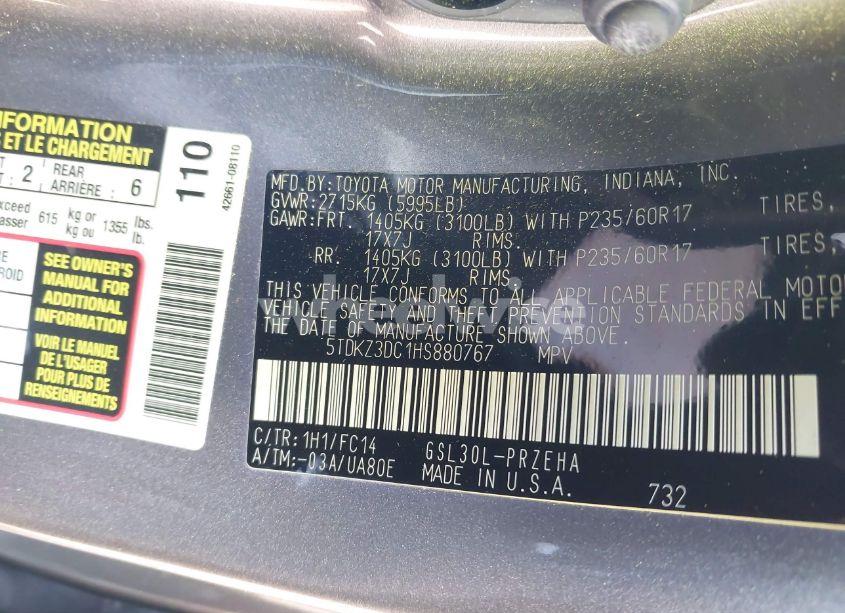 INFORMATION
ET LE CHARGEMENT
2
REAR
ARRIÈRE: 6
615 kg or 1355 lbs.
kg ou lb.
SEE OWNER'S
MANUAL FOR
ADDITIONAL
INFORMATION
VOIR LE MANUEL
DE L'USAGER
POUR PLUS DE
RENSEIGNEMENTS
110
42661-08110
MFD.BY:TOYOTA MOTOR MANUFACTURING, INDIANA, INC.
GVWR:2715KG (5995LB)
GAWR:FRT. 1405KG (3100LB) WITH P235/60R17 TIRES,
17X7J RIMS.
RR. 1405KG (3100LB) WITH P235/60R17 TIRES,
17X7J RIMS.
THIS VEHICLE CONFORMS TO ALL APPLICABLE FEDERAL MOTO
VEHICLE SAFETY AND THEFT PREVENTION STANDARDS IN EFF
THE DATE OF MANUFACTURE SHOWN ABOVE.
5TDKZ3DC1HS880767 MPV
C/TR:1H1/FC14 GSL30L-PRZEHA
A/TM:-03A/UA80E MADE IN U.S.A.
732